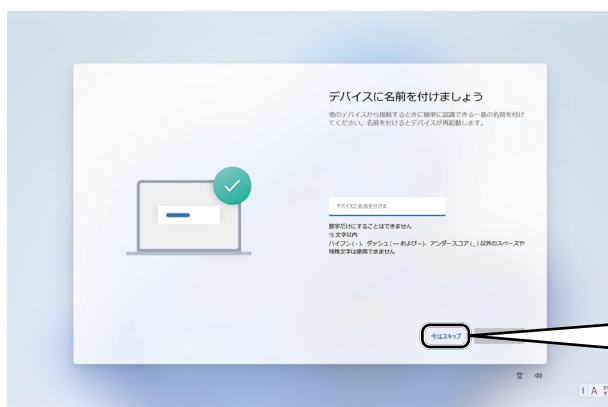 デバイスに名前を付けましょう
他のデバイスから接続するときに簡単に認識できる一意の名前を付け
てください。名前を付けるとデバイスが再起動します。
デバイスに名前を付ける
数字だけにすることはできません
15 文字以内
ハイフン (-)、ダッシュ (— および–)、アンダースコア (_) 以外のスペースや
特殊文字は使用できません。
今はスキップ
A